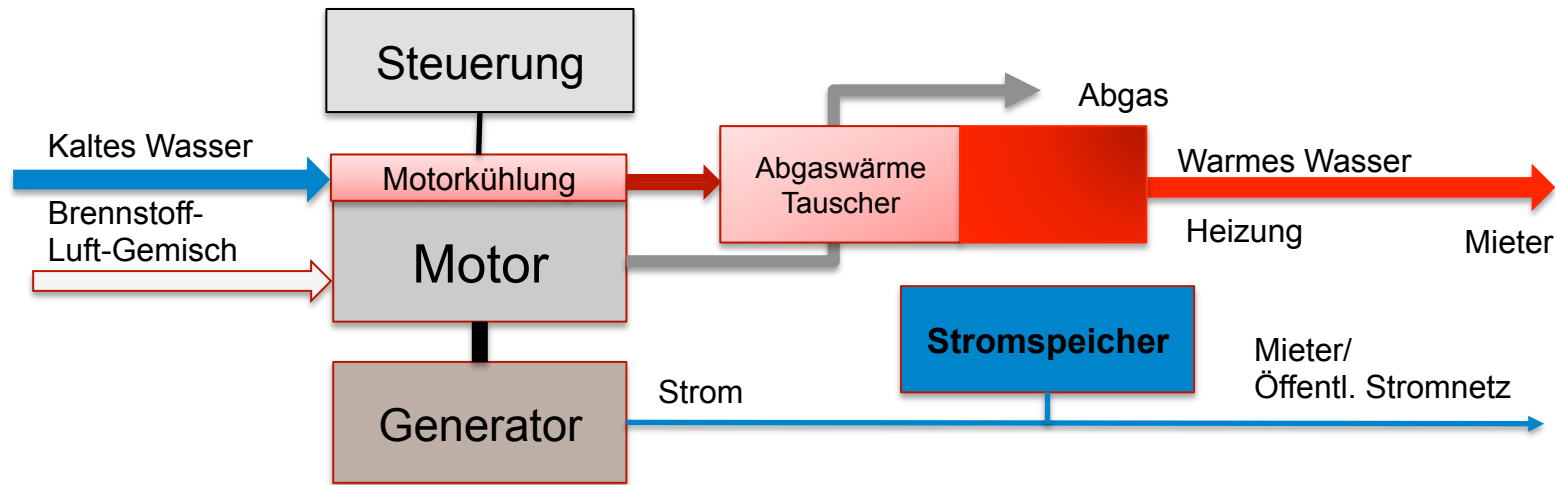 Steuerung
Abgas
Kaltes Wasser
Motorkühlung
Abgaswärme
Tauscher
Warmes Wasser
Brennstoff-
Luft-Gemisch
Heizung
Mieter
Motor
Stromspeicher
Mieter/
Öffentl. Stromnetz
Strom
Generator